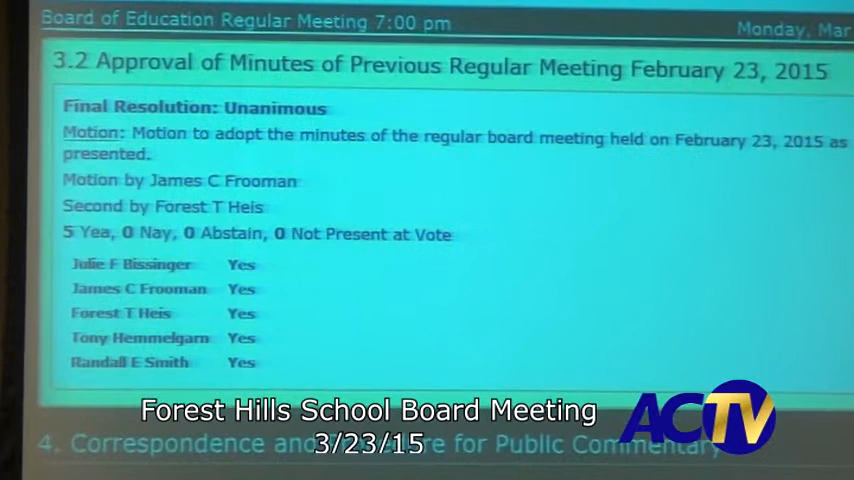 Board of Education Regular Meeting 7:00 pm
Monday, Mar
3.2 Approval of Minutes of Previous Regular Meeting February 23, 2015
Final Resolution: Unanimous
Motion: Motion to adopt the minutes of the regular board meeting held on February 23, 2015 as
presented.
Motion by James C Frooman
Second by Forest T Heis
5 Yea, 0 Nay, 0 Abstain, 0 Not Present at Vote
Julie F Bissinger Yes
James C Frooman Yes
Forest T Heis Yes
Tony Hemmelgarn Yes
Randall E Smith Yes
Forest Hills School Board Meeting
3/23/15
ACTV
4. Correspondence and re for Public Commentary